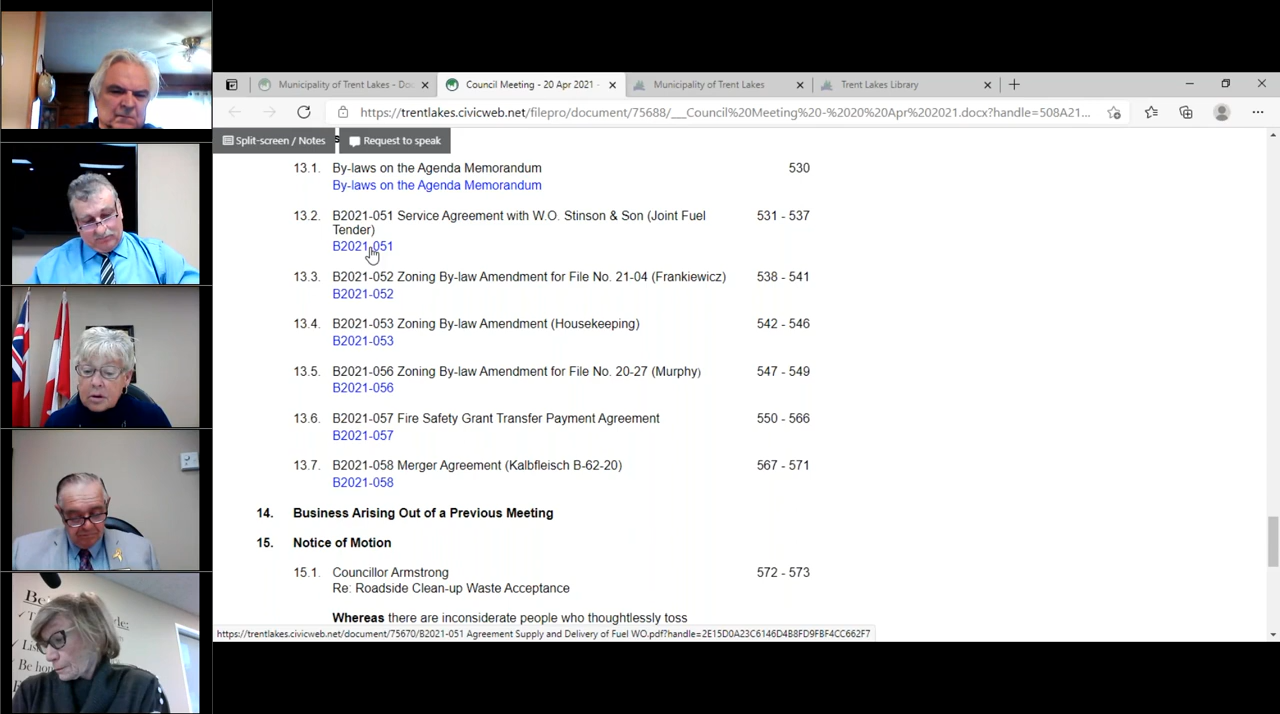 Municipality of Trent Lakes - Doc
Council Meeting - 20 Apr 2021 -
Municipality of Trent Lakes
Trent Lakes Library
https://trentlakes.civicweb.net/filepro/document/75688/___Council%20Meeting%20-%2020%20Apr%202021.docx?handle=508A21...
Split-screen / Notes
Request to speak
13.1. By-laws on the Agenda Memorandum 530
By-laws on the Agenda Memorandum
13.2. B2021-051 Service Agreement with W.O. Stinson & Son (Joint Fuel 531 - 537
Tender)
B2021-051
13.3. B2021-052 Zoning By-law Amendment for File No. 21-04 (Frankiewicz) 538 - 541
B2021-052
13.4. B2021-053 Zoning By-law Amendment (Housekeeping) 542 - 546
B2021-053
13.5. B2021-056 Zoning By-law Amendment for File No. 20-27 (Murphy) 547 - 549
B2021-056
13.6. B2021-057 Fire Safety Grant Transfer Payment Agreement 550 - 566
B2021-057
13.7. B2021-058 Merger Agreement (Kalbfleisch B-62-20) 567 - 571
B2021-058
14. Business Arising Out of a Previous Meeting
15. Notice of Motion
15.1. Councillor Armstrong 572 - 573
Re: Roadside Clean-up Waste Acceptance
Whereas there are inconsiderate people who thoughtlessly toss
https://trentlakes.civicweb.net/document/75670/B2021-051 Agreement Supply and Delivery of Fuel WO.pdf?handle=2E15D0A23C6146D4B8FD9FBF4CC662F7